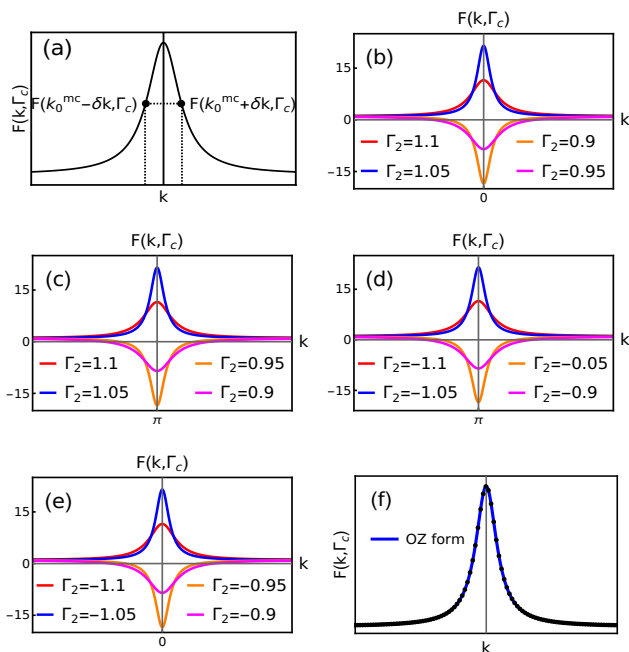 (a)
F(k,Γc)
F(k₀ᵐᶜ−δk,Γc)
F(k₀ᵐᶜ+δk,Γc)
k
F(k,Γc)
(b)
15
k
0
Γ₂=1.1
Γ₂=0.9
Γ₂=1.05
Γ₂=0.95
−15
0
F(k,Γc)
(c)
15
k
0
Γ₂=1.1
Γ₂=0.95
Γ₂=1.05
Γ₂=0.9
−15
π
F(k,Γc)
(d)
15
k
0
Γ₂=−1.1
Γ₂=−0.05
Γ₂=−1.05
Γ₂=−0.9
−15
π
F(k,Γc)
(e)
15
k
0
Γ₂=−1.1
Γ₂=−0.95
Γ₂=−1.05
Γ₂=−0.9
−15
0
(f)
F(k,Γc)
OZ form
k